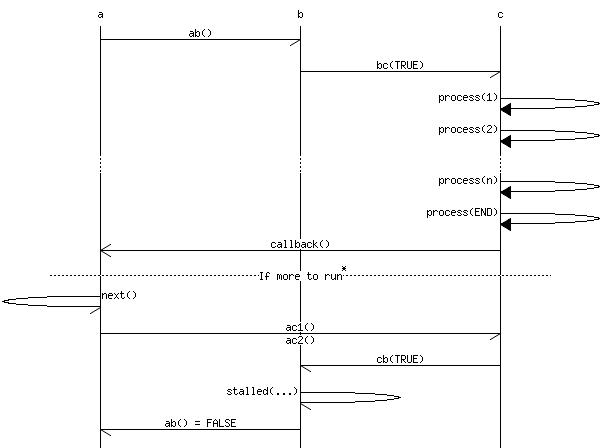 a b c
ab()
bc(TRUE)
process(1)
process(2)
process(n)
process(END)
callback()
If more to run*
next()
ac1()
ac2()
cb(TRUE)
stalled(...)
ab() = FALSE